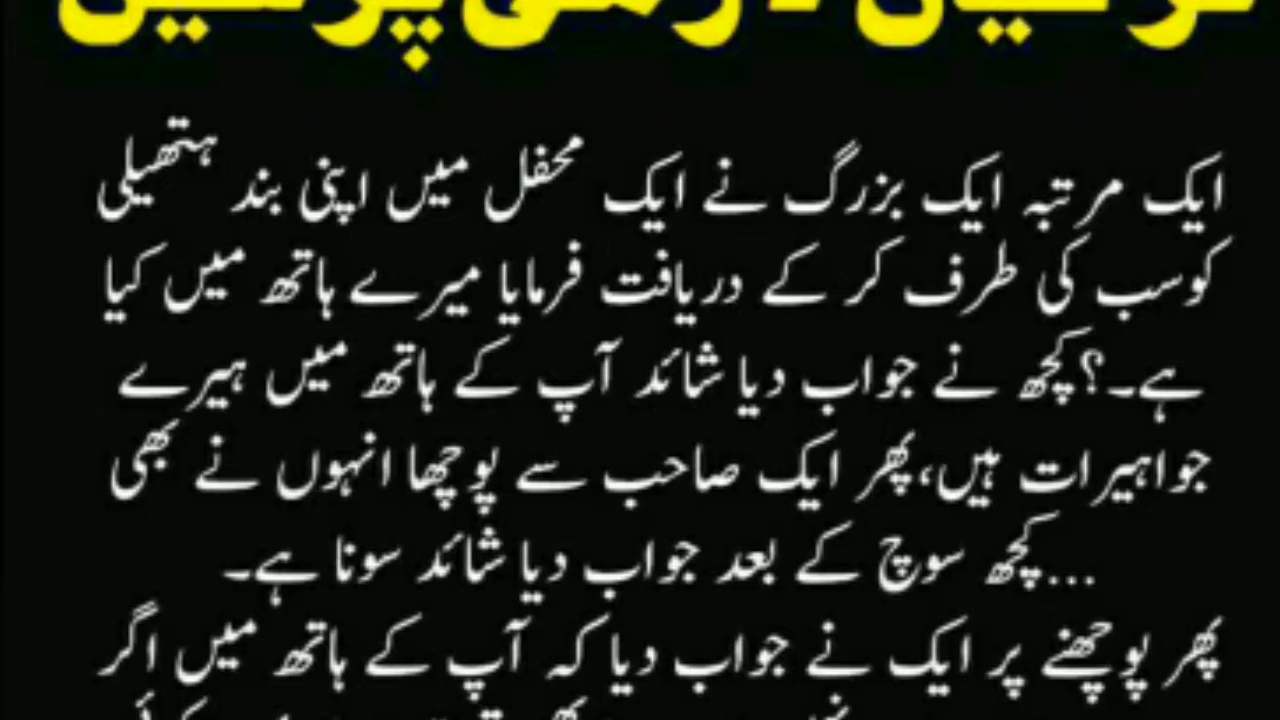 ایک مرتبہ ایک بزرگ نے ایک محفل میں اپنی بند ہتھیلی
کوسب کی طرف کر کے دریافت فرمایا میرے ہاتھ میں کیا
ہے۔؟کچھ نے جواب دیا شائد آپ کے ہاتھ میں ہیرے
جواہیرات ہیں،پھر ایک صاحب سے پوچھا انہوں نے بھی
...کچھ سوچ کے بعد جواب دیا شائد سونا ہے۔
پھر پوچھنے پر ایک نے جواب دیا کہ آپ کے ہاتھ میں اگر